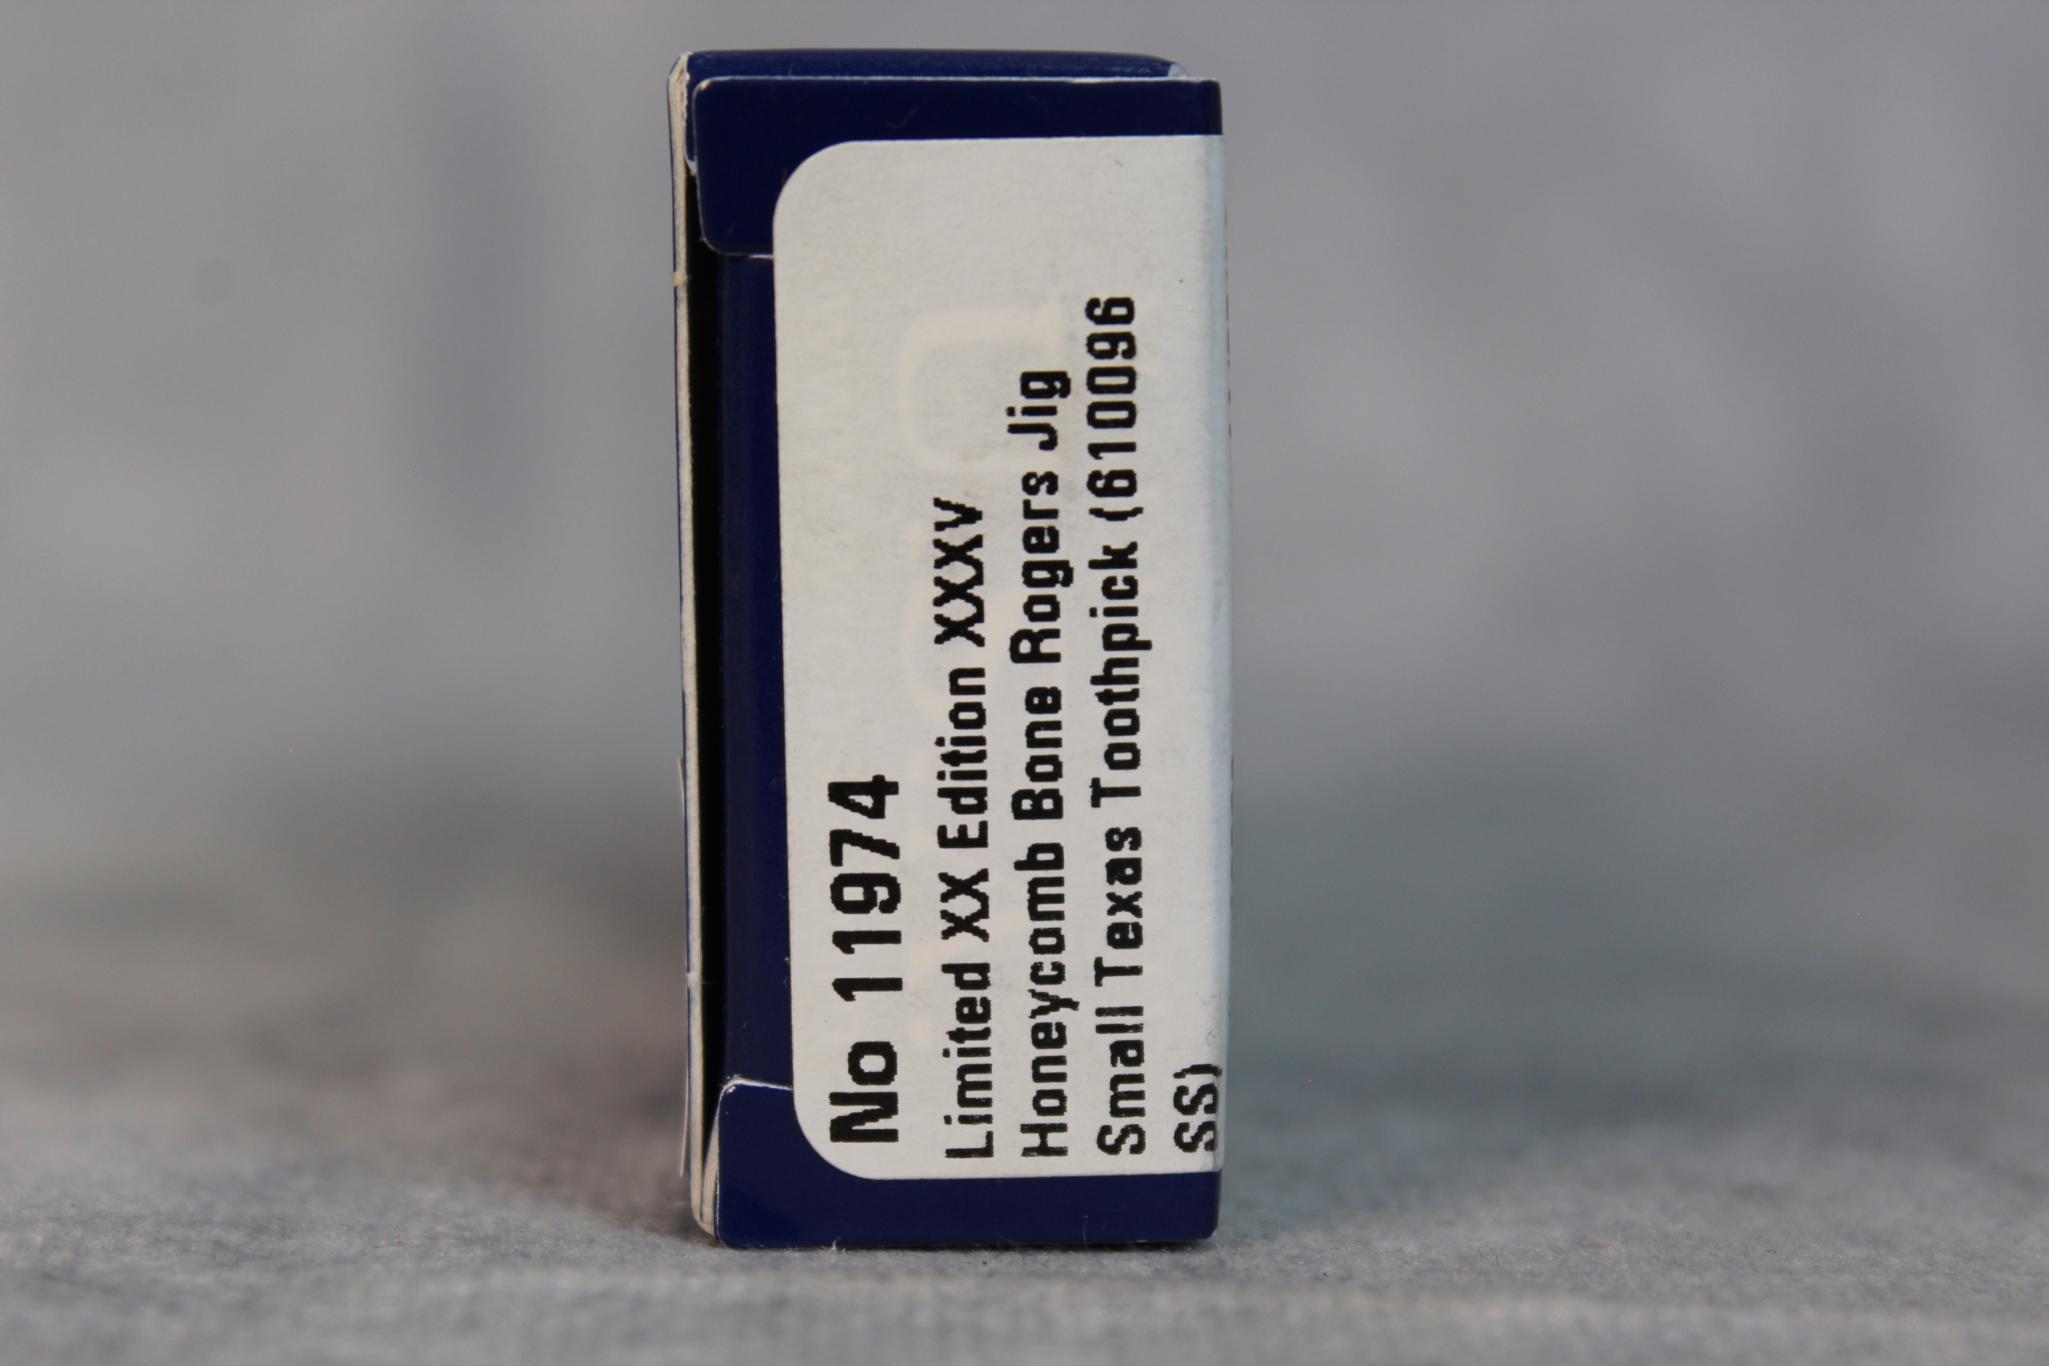 No 11974
Limited XX Edition XXXV
Honeycomb Bone Rogers Jig
Small Texas Toothpick (610096
SS)